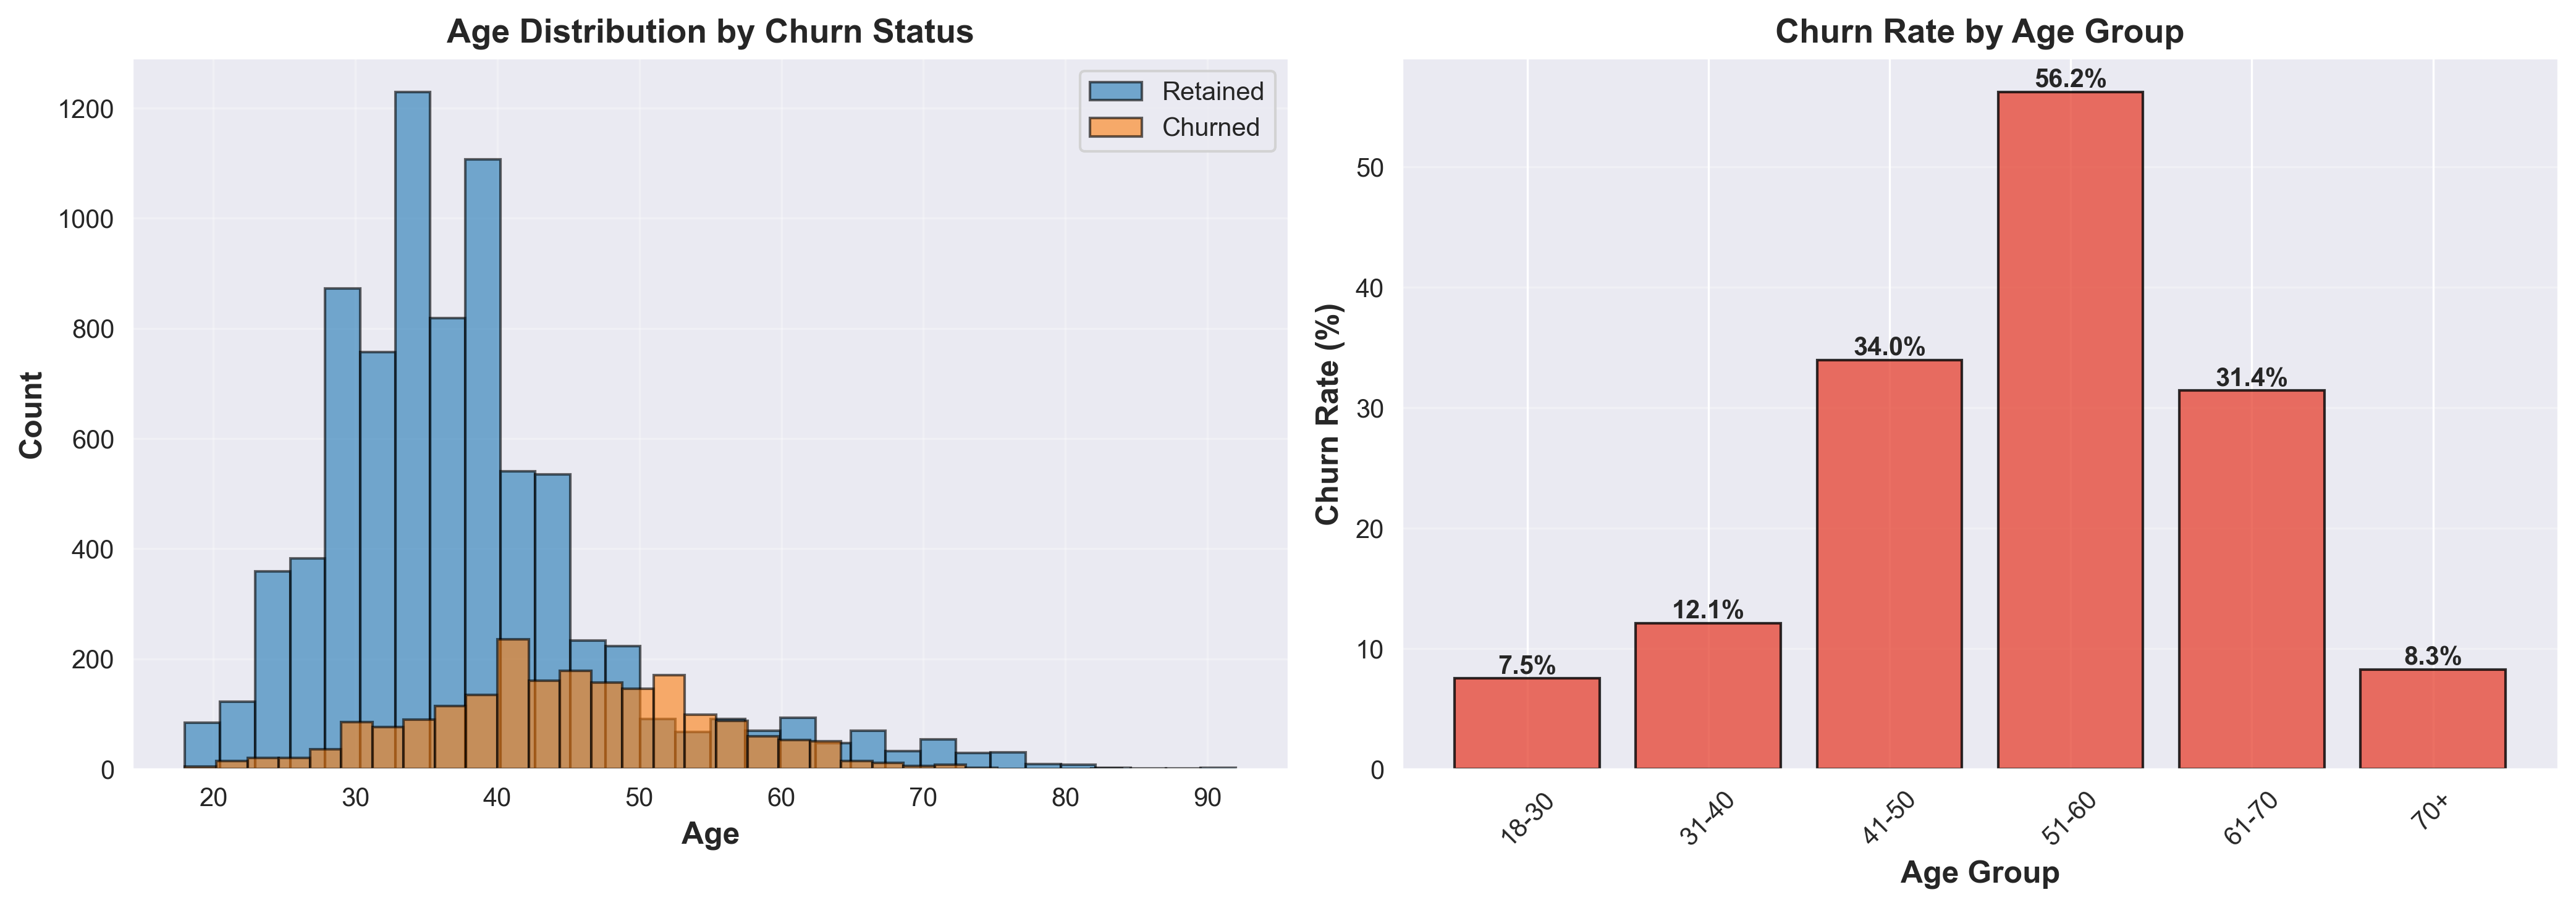 Age Distribution by Churn Status
Count
1200
1000
800
600
400
200
0
20 30 40 50 60 70 80 90
Age
Retained
Churned
Churn Rate by Age Group
Churn Rate (%)
50
40
30
20
10
0
7.5%
12.1%
34.0%
56.2%
31.4%
8.3%
18-30 31-40 41-50 51-60 61-70 70+
Age Group